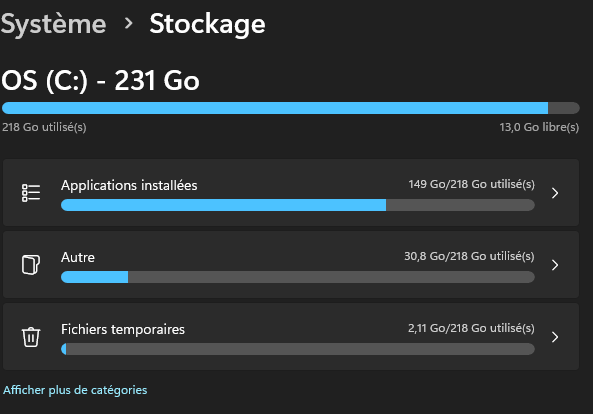 Système > Stockage
OS (C:) - 231 Go
218 Go utilisé(s) 13,0 Go libre(s)
Applications installées 149 Go/218 Go utilisé(s)
Autre 30,8 Go/218 Go utilisé(s)
Fichiers temporaires 2,11 Go/218 Go utilisé(s)
Afficher plus de catégories